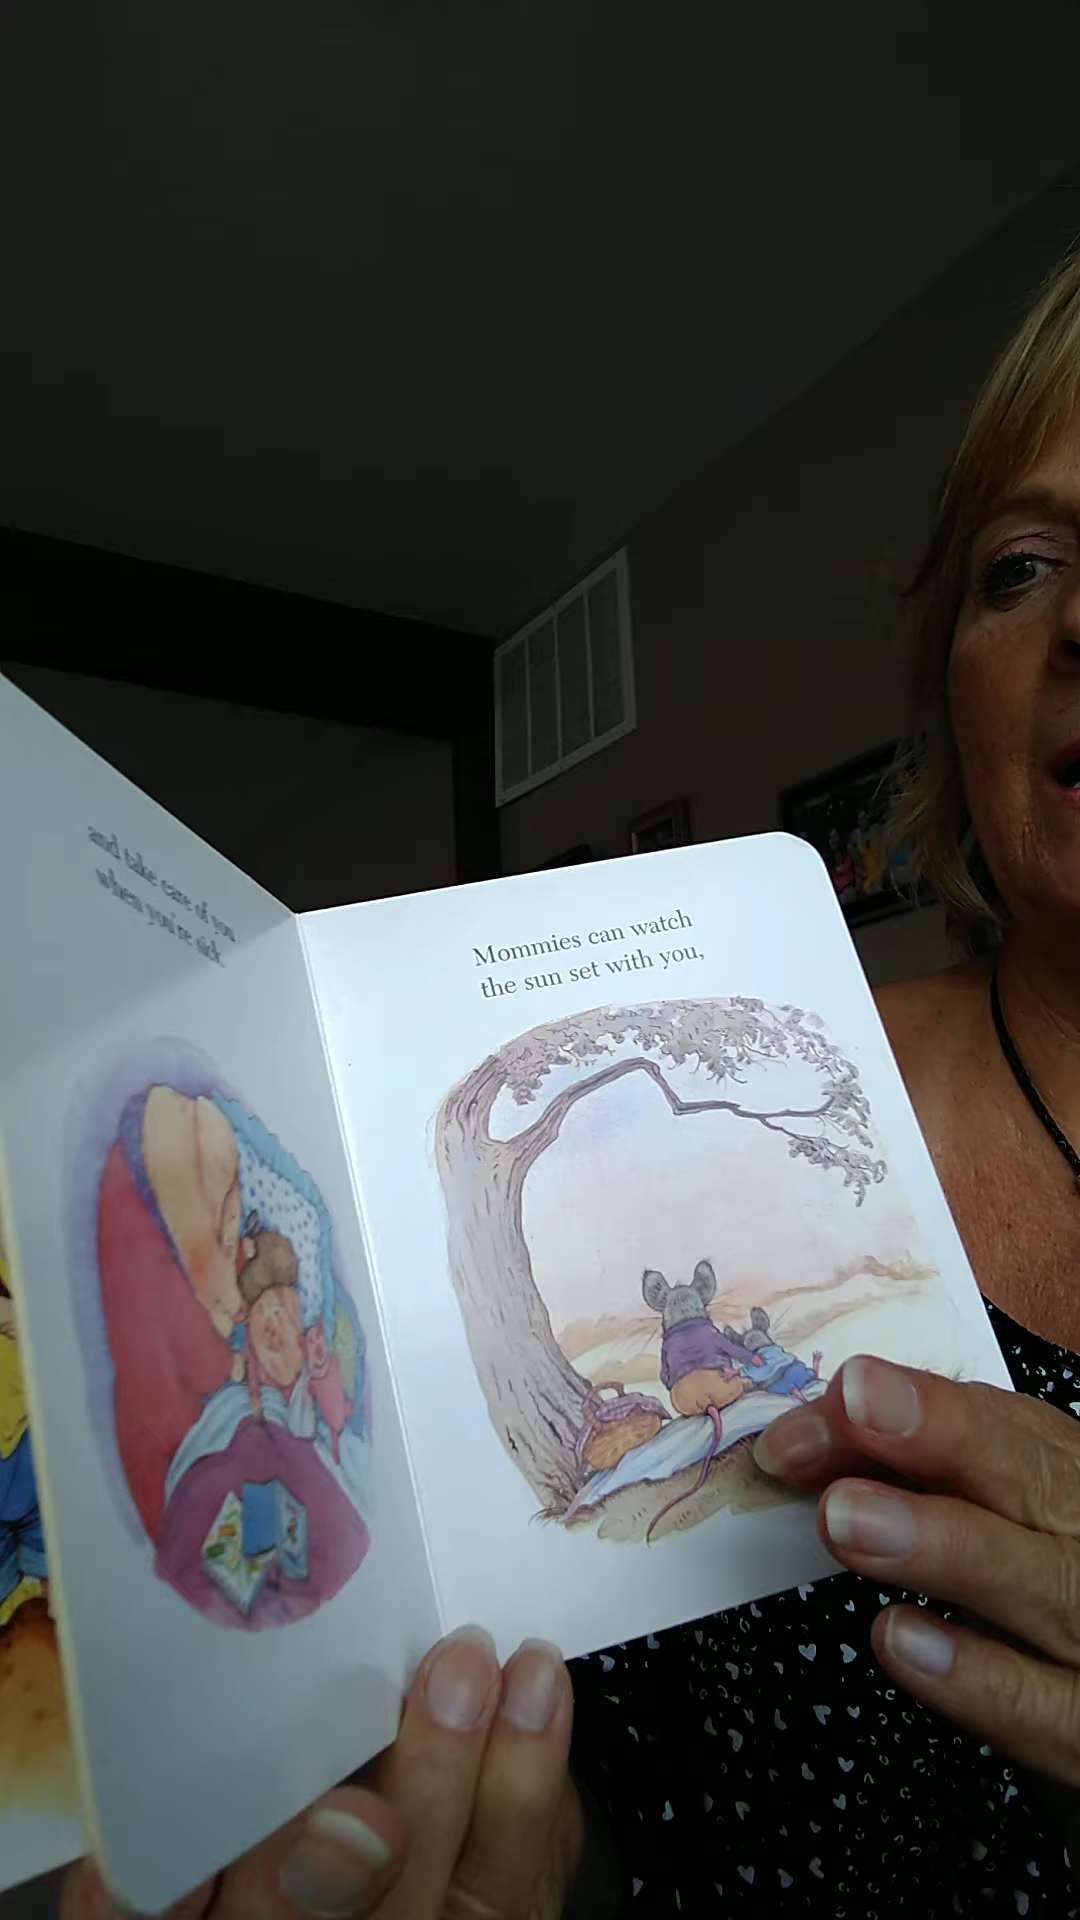 and take care of you
when you're sick.
Mommies can watch
the sun set with you,